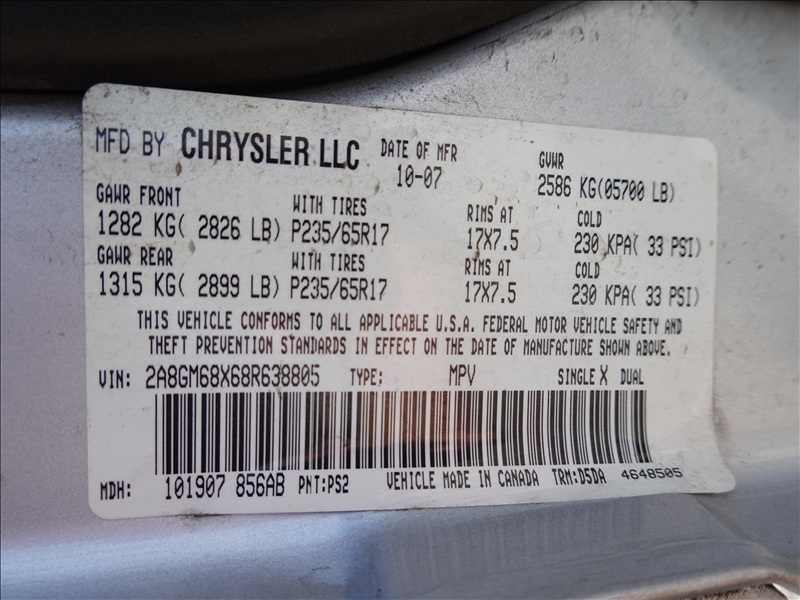 MFD BY CHRYSLER LLC DATE OF MFR GVWR
10-07 2586 KG(05700 LB)
GAWR FRONT WITH TIRES RIMS AT COLD
1282 KG( 2826 LB) P235/65R17 17X7.5 230 KPA( 33 PSI)
GAWR REAR WITH TIRES RIMS AT COLD
1315 KG( 2899 LB) P235/65R17 17X7.5 230 KPA( 33 PSI)
THIS VEHICLE CONFORMS TO ALL APPLICABLE U.S.A. FEDERAL MOTOR VEHICLE SAFETY AND
THEFT PREVENTION STANDARDS IN EFFECT ON THE DATE OF MANUFACTURE SHOWN ABOVE.
VIN: 2A8GM68X68R638805 TYPE: MPV SINGLE X DUAL
MDH: 101907 856AB PNT:PS2 VEHICLE MADE IN CANADA TRM:D5DA 4648505